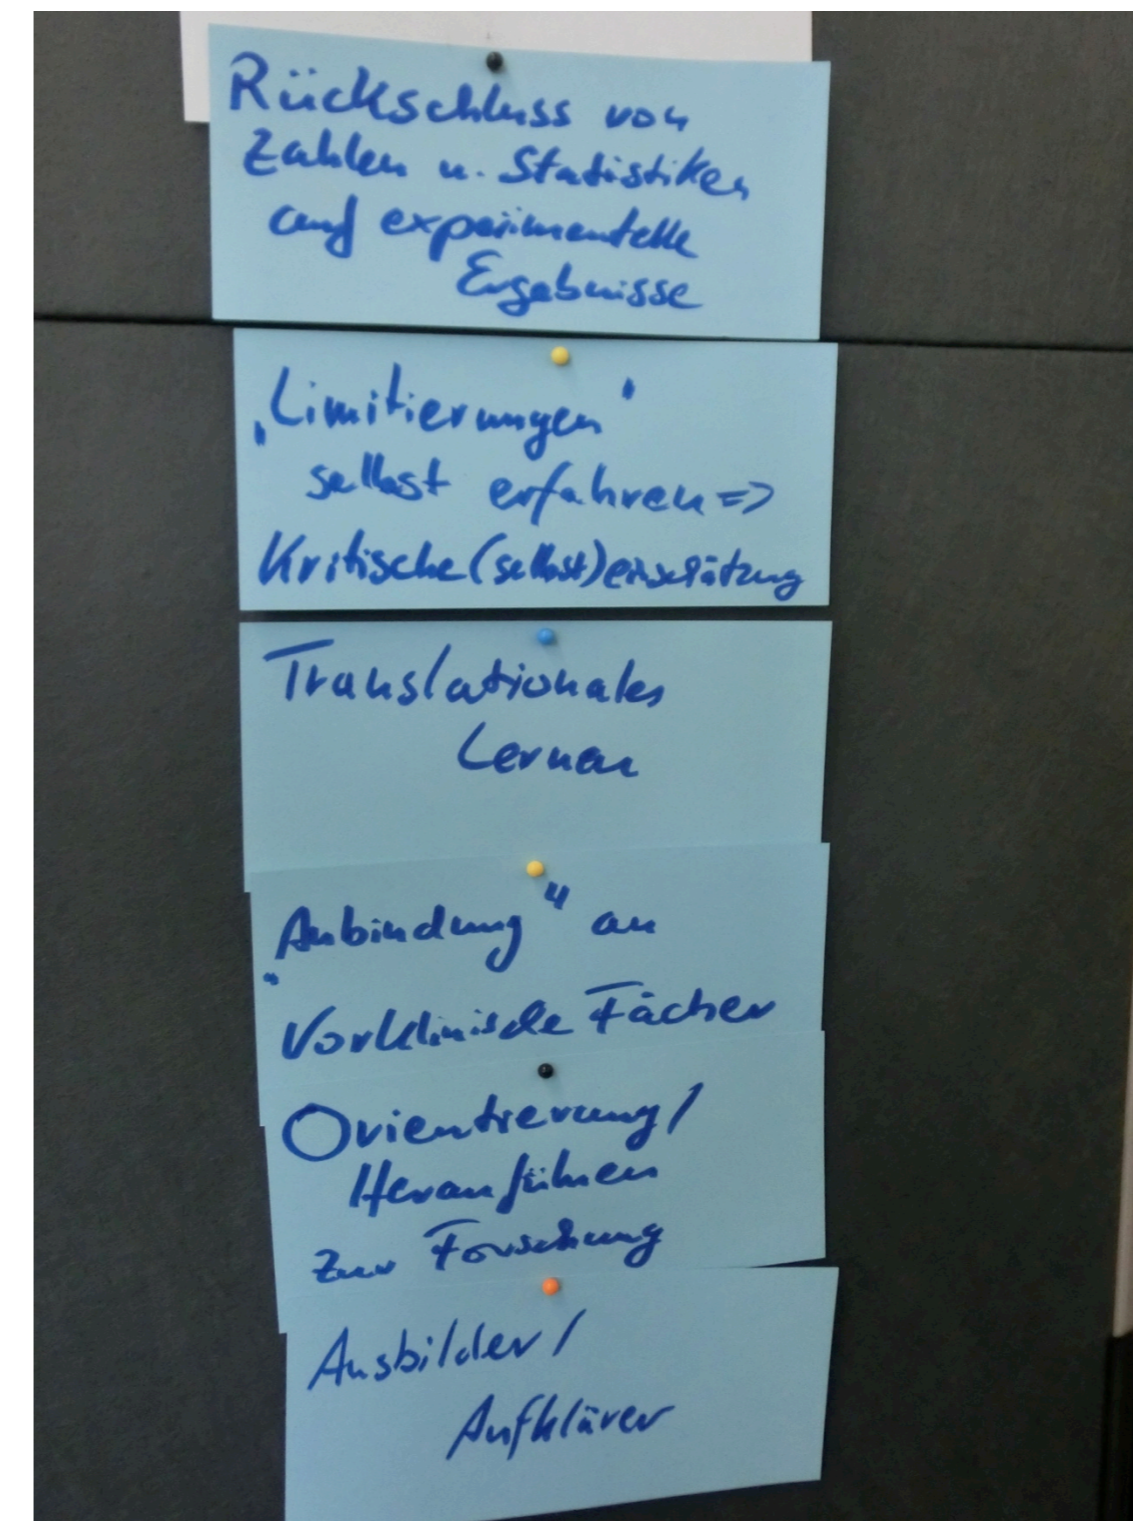 Rückschluss von
Zahlen u. Statistiken
auf experimentelle
Ergebnisse
„Limitierungen"
selbst erfahren =>
Kritische (selbst) einschätzung
Translationales
Lernen
„Anbindung" an
Vorklinische Fächer
Orientierung /
Heranführen
zur Forschung
Ausbilder /
Aufklärer